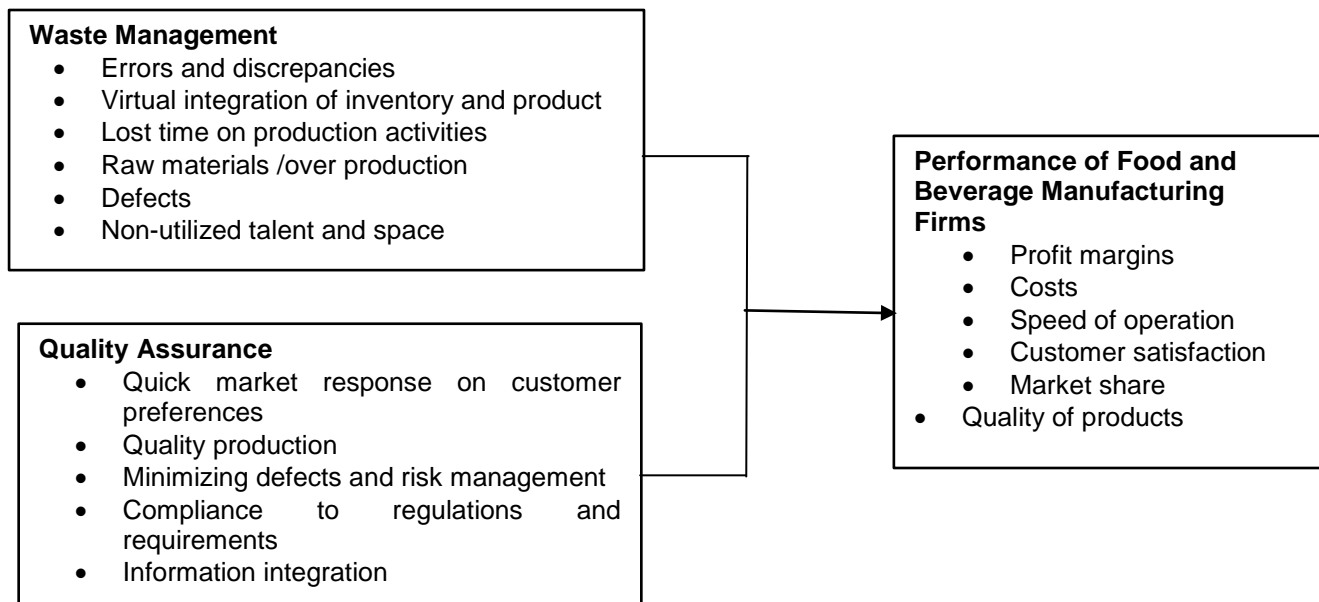 Waste Management
• Errors and discrepancies
• Virtual integration of inventory and product
• Lost time on production activities
• Raw materials /over production
• Defects
• Non-utilized talent and space
Quality Assurance
• Quick market response on customer
preferences
• Quality production
• Minimizing defects and risk management
• Compliance to regulations and
requirements
• Information integration
Performance of Food and
Beverage Manufacturing
Firms
• Profit margins
• Costs
• Speed of operation
• Customer satisfaction
• Market share
• Quality of products